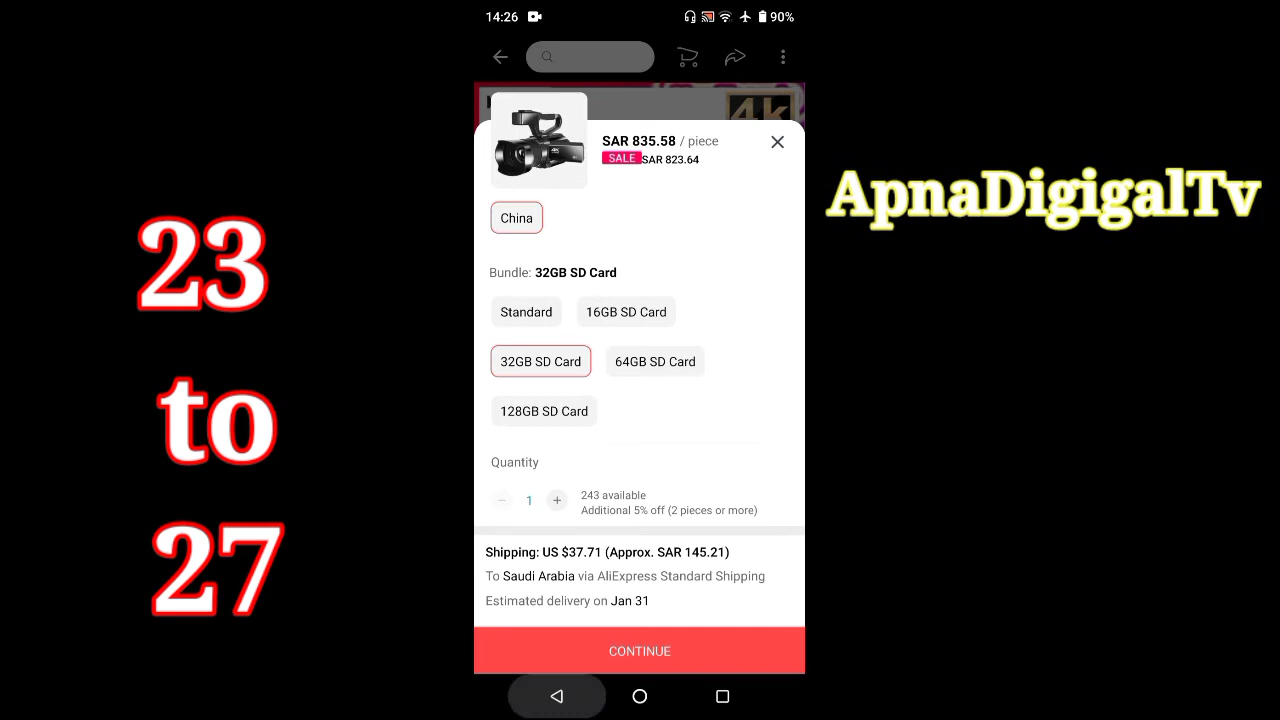 14:26
90%
4k
SAR 835.58 / piece
SALE SAR 823.64
China
Bundle: 32GB SD Card
Standard
16GB SD Card
32GB SD Card
64GB SD Card
128GB SD Card
Quantity
1
243 available
Additional 5% off (2 pieces or more)
Shipping: US $37.71 (Approx. SAR 145.21)
To Saudi Arabia via AliExpress Standard Shipping
Estimated delivery on Jan 31
CONTINUE
23
to
27
ApnaDigigalTv